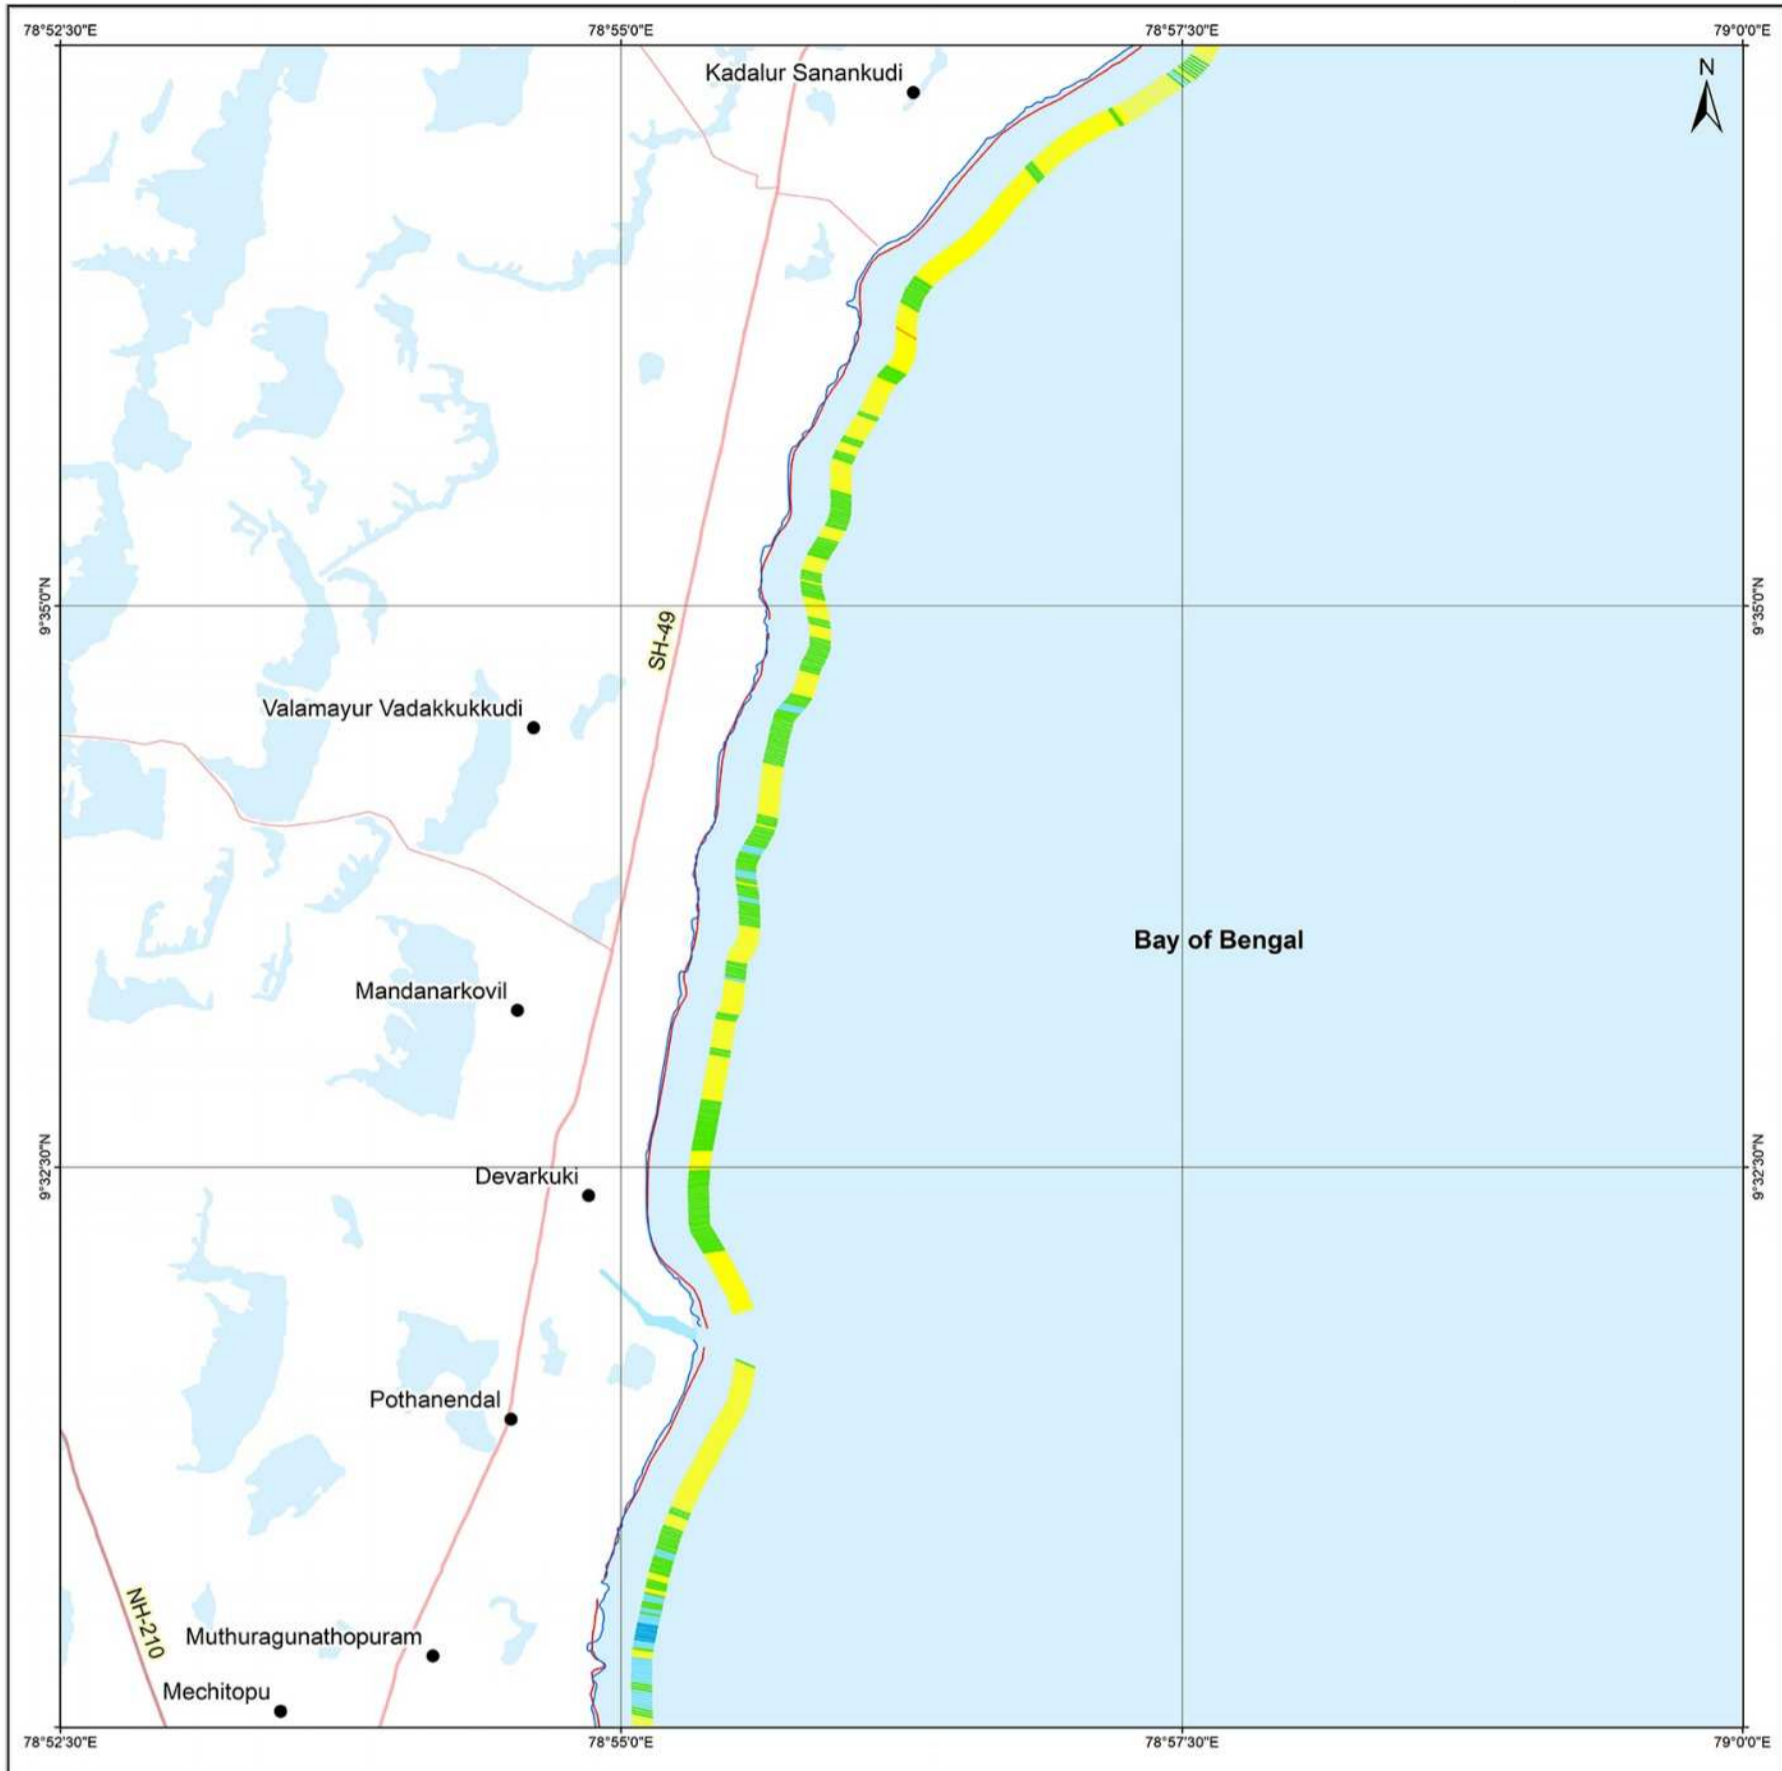 78°52'30"E
78°55'0"E
78°57'30"E
79°0'0"E
N
Kadalur Sanankudi
9°35'0"N
9°35'0"N
SH-49
Valamayur Vadakkukkudi
Bay of Bengal
Mandanarkovil
9°32'30"N
9°32'30"N
Devarkuki
Pothanendal
NH-210
Muthuragunathopuram
Mechitopu
78°52'30"E
78°55'0"E
78°57'30"E
79°0'0"E